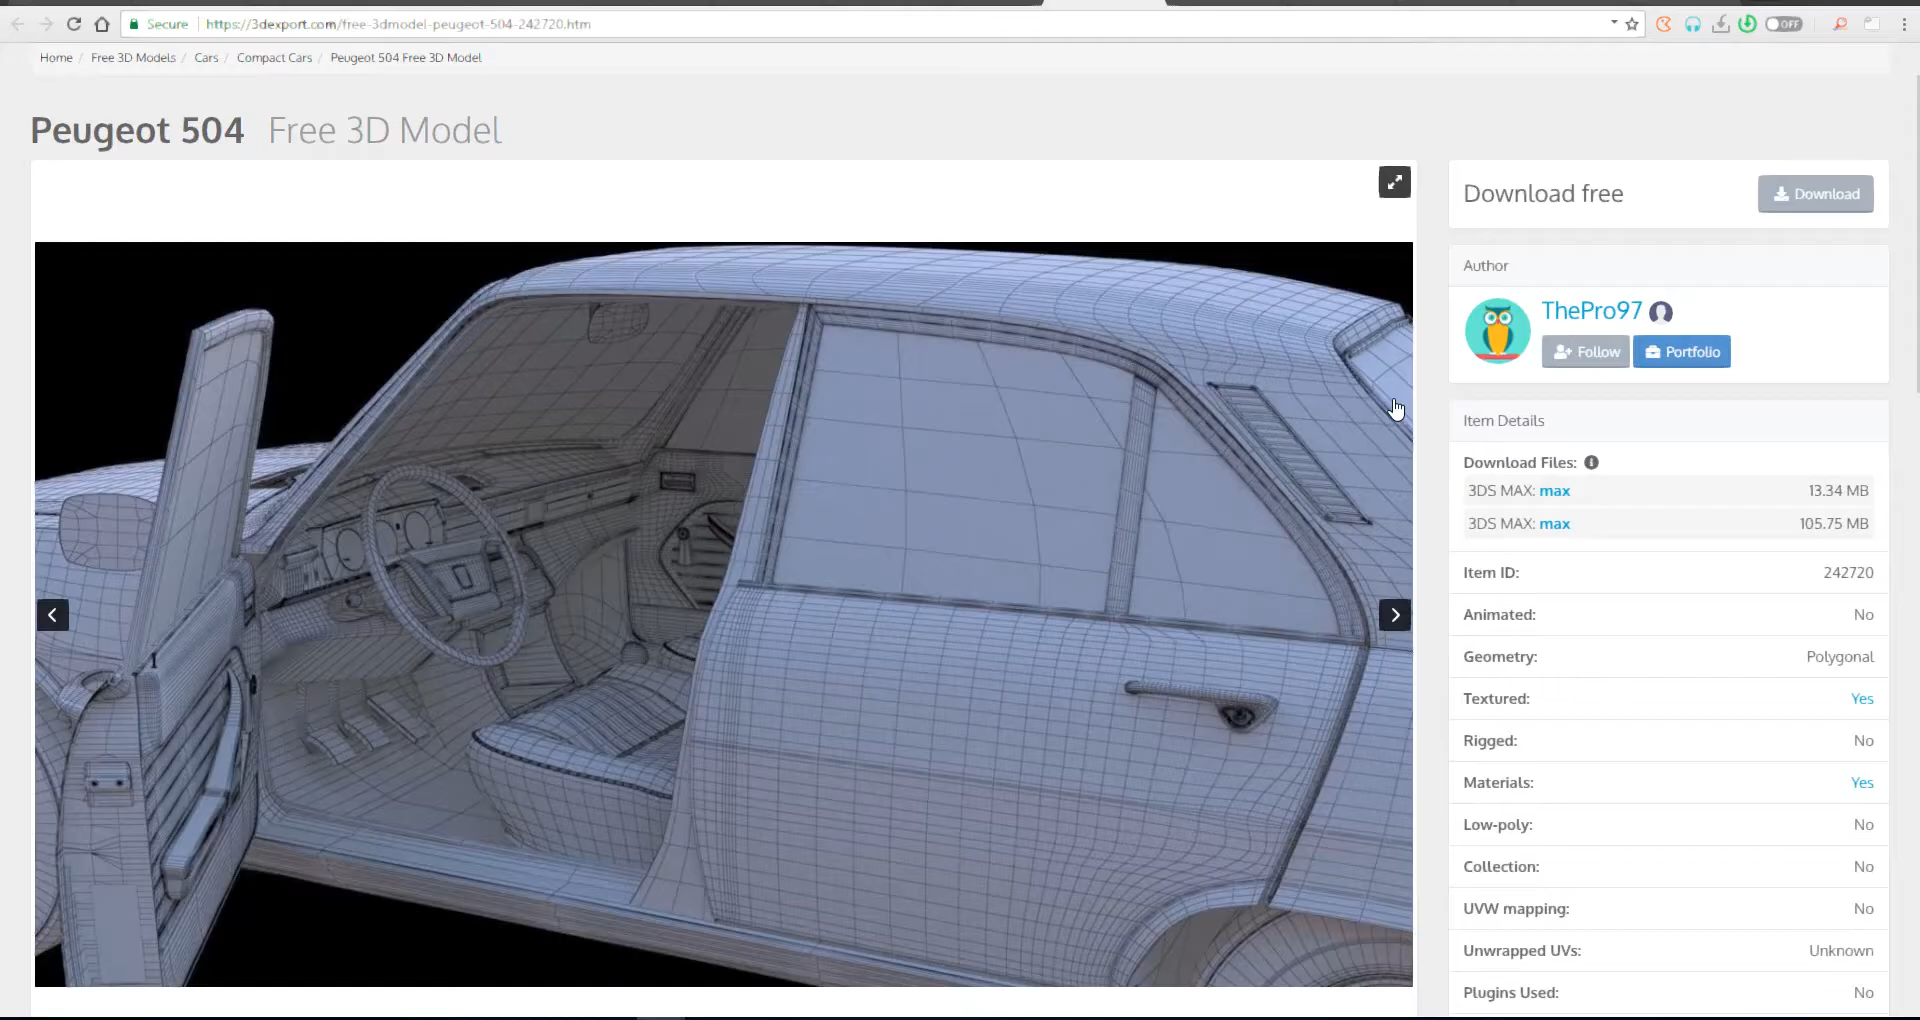 Secure https://3dexport.com/free-3dmodel-peugeot-504-242720.htm
OFF
Home / Free 3D Models / Cars / Compact Cars / Peugeot 504 Free 3D Model
Peugeot 504 Free 3D Model
Download free
Download
Author
ThePro97
Follow
Portfolio
Item Details
Download Files:
3DS MAX: max 13.34 MB
3DS MAX: max 105.75 MB
Item ID: 242720
Animated: No
Geometry: Polygonal
Textured: Yes
Rigged: No
Materials: Yes
Low-poly: No
Collection: No
UVW mapping: No
Unwrapped UVs: Unknown
Plugins Used: No